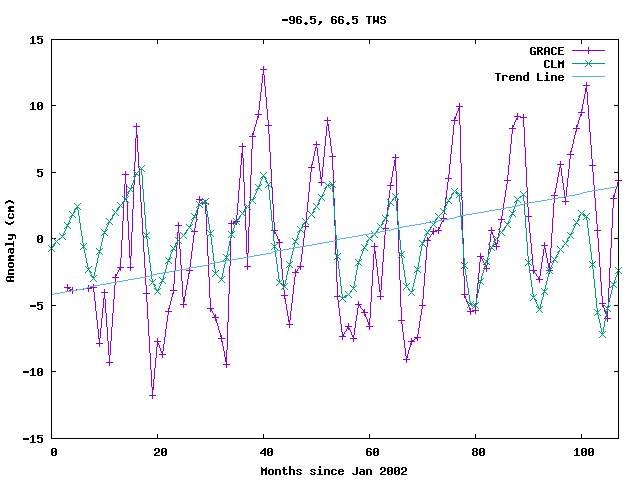 -96.5, 66.5 TWS
GRACE
CLM
Trend Line
15
10
5
0
-5
-10
-15
Anomaly (cm)
0 20 40 60 80 100
Months since Jan 2002